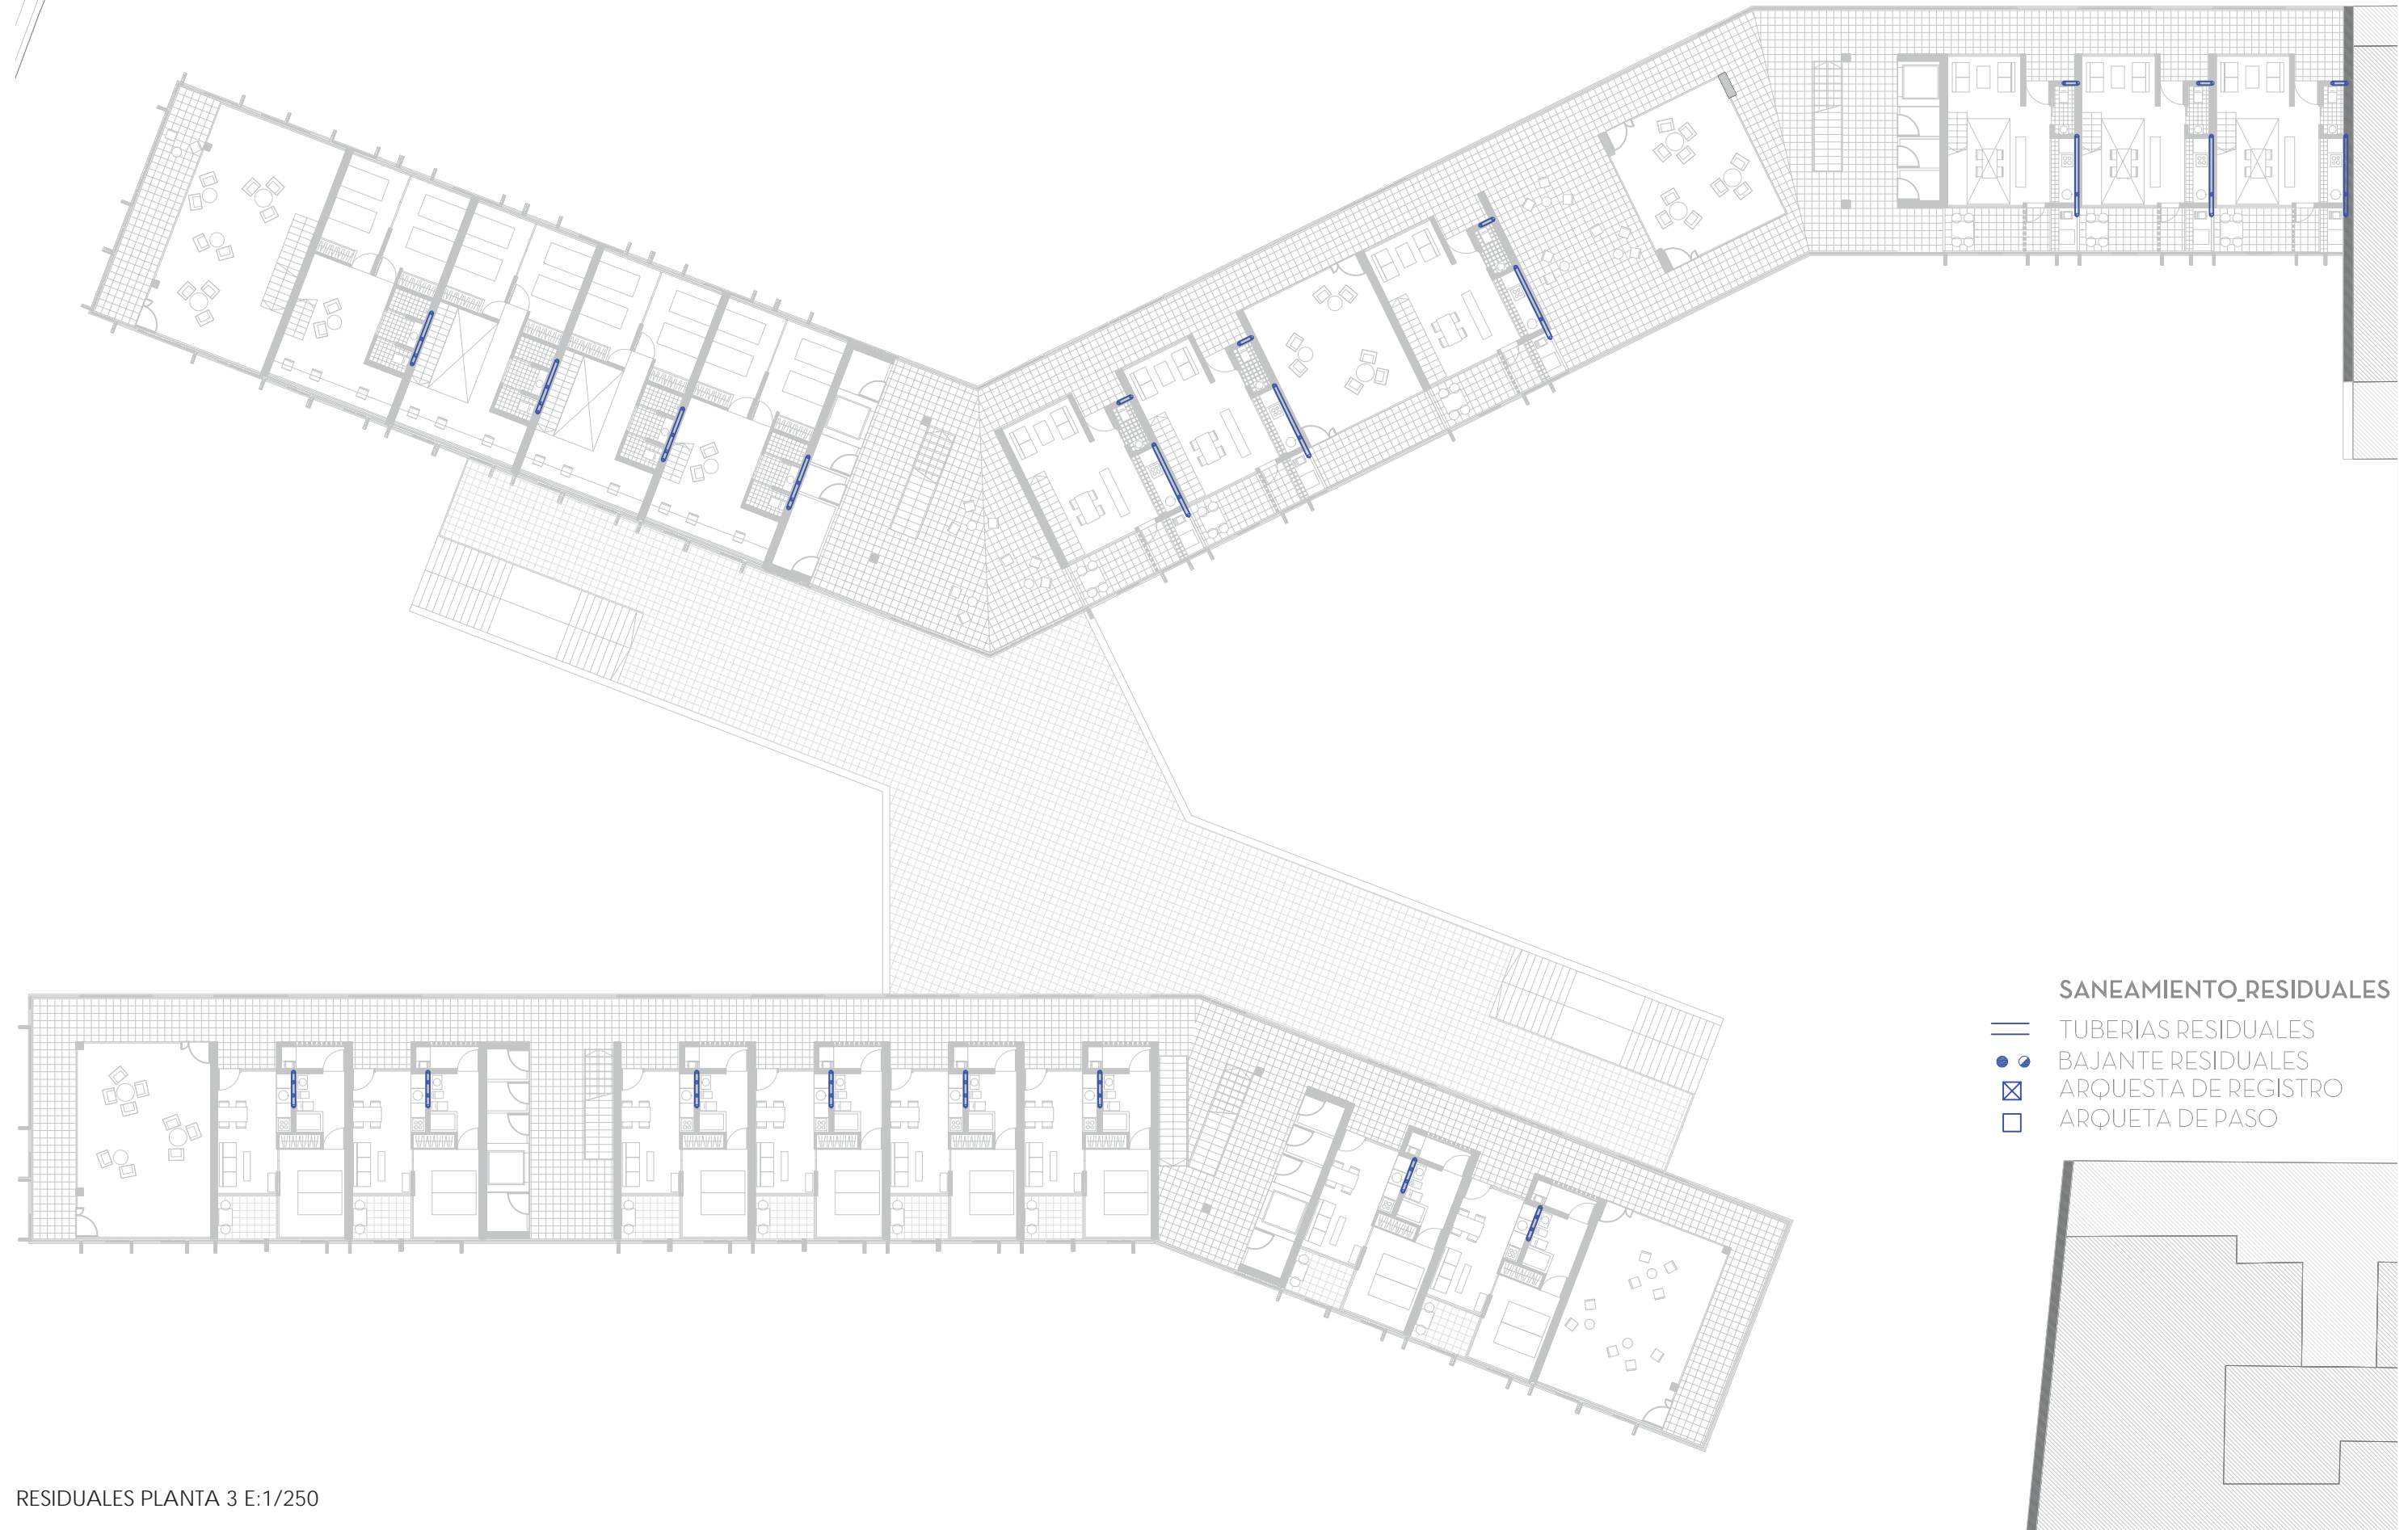 SANEAMIENTO_RESIDUALES
TUBERIAS RESIDUALES
BAJANTE RESIDUALES
ARQUESTA DE REGISTRO
ARQUETA DE PASO
RESIDUALES PLANTA 3 E:1/250